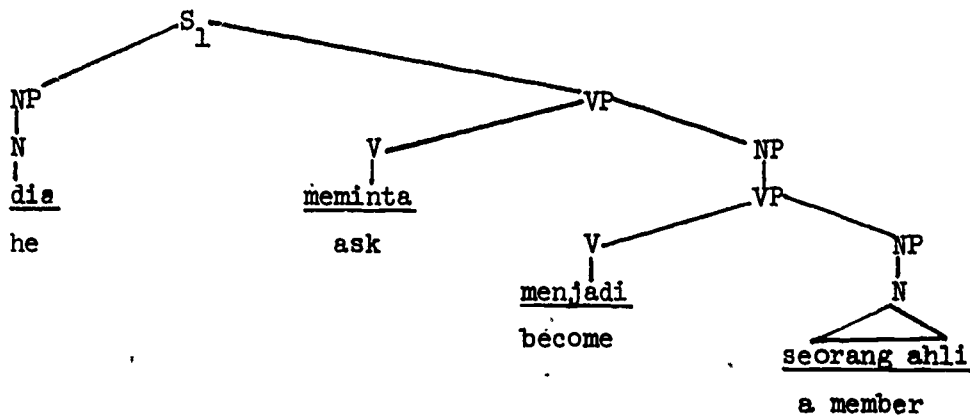 S1
NP VP
N V NP
dia meminta VP
he ask V NP
menjadi N
become seorang ahli
a member